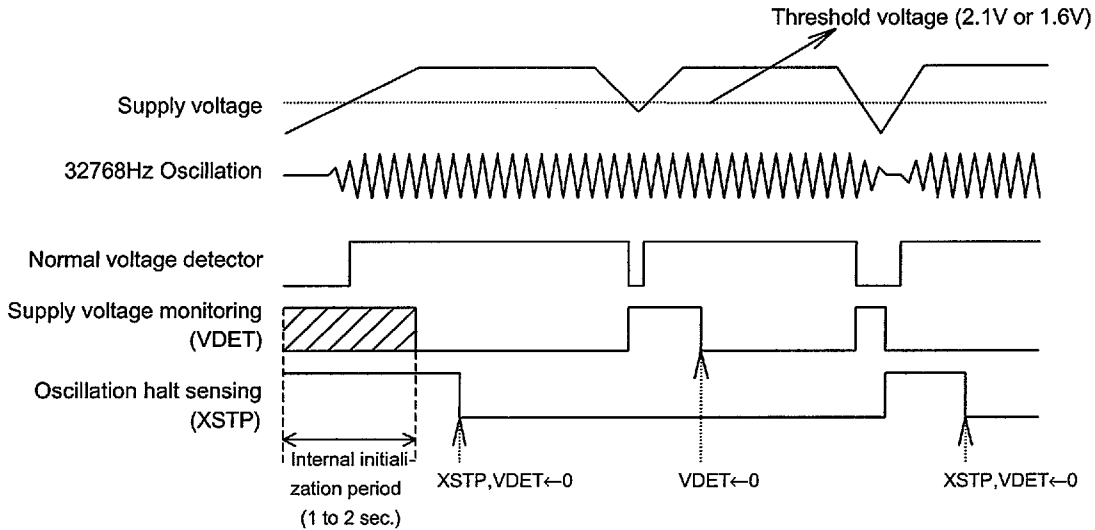 Threshold voltage (2.1V or 1.6V)
Supply voltage
32768Hz Oscillation
Normal voltage detector
Supply voltage monitoring
(VDET)
Oscillation halt sensing
(XSTP)
Internal initiali-
zation period
(1 to 2 sec.)
XSTP,VDET←0
VDET←0
XSTP,VDET←0